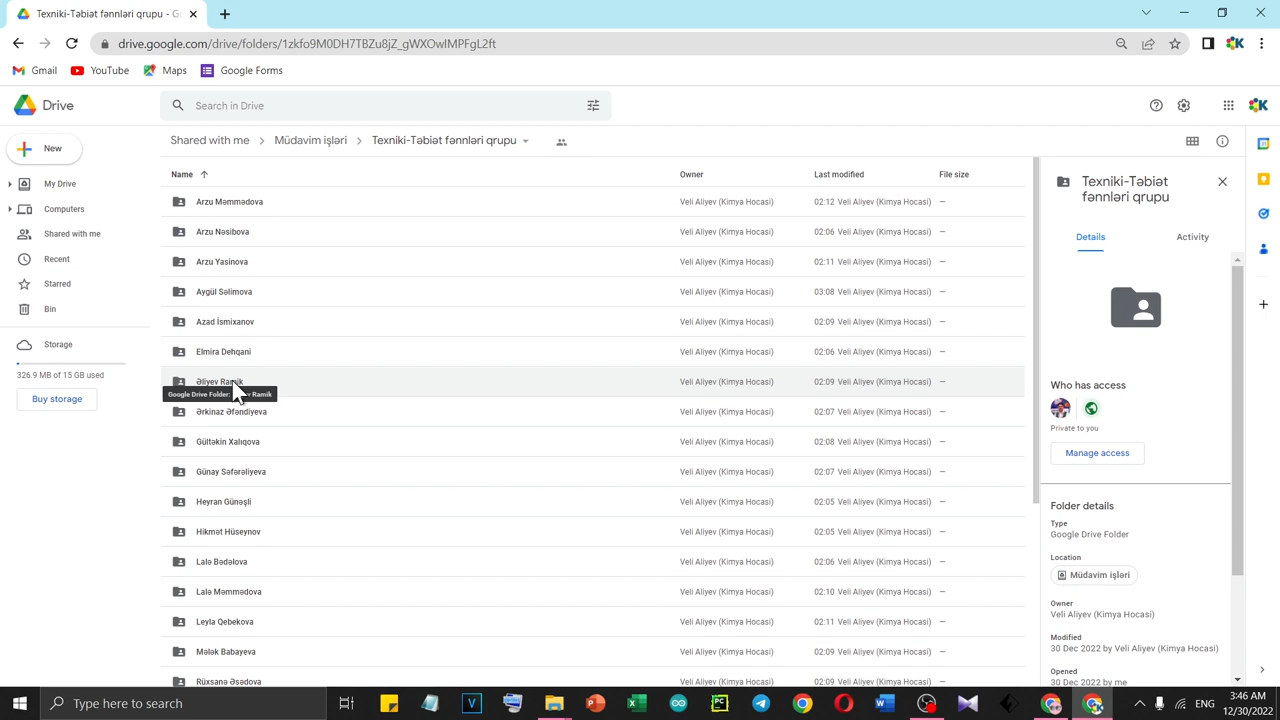 Texniki-Təbiət fənnləri qrupu - G
drive.google.com/drive/folders/1zkfo9M0DH7TBZu8jZ_gWXOwIMPFgL2ft
Gmail YouTube Maps Google Forms
Drive Search in Drive
New
My Drive
Computers
Shared with me
Recent
Starred
Bin
Storage
326.9 MB of 15 GB used
Buy storage
Shared with me Müdavim işləri Texniki-Təbiət fənnləri qrupu
Name Owner Last modified File size
Arzu Məmmədova Veli Aliyev (Kimya Hocasi) 02:12 Veli Aliyev (Kimya Hocasi) –
Arzu Nəsibova Veli Aliyev (Kimya Hocasi) 02:06 Veli Aliyev (Kimya Hocasi) –
Arzu Yasinova Veli Aliyev (Kimya Hocasi) 02:11 Veli Aliyev (Kimya Hocasi) –
Aygül Səlimova Veli Aliyev (Kimya Hocasi) 03:08 Veli Aliyev (Kimya Hocasi) –
Azad İsmixanov Veli Aliyev (Kimya Hocasi) 02:09 Veli Aliyev (Kimya Hocasi) –
Elmira Dehqani Veli Aliyev (Kimya Hocasi) 02:06 Veli Aliyev (Kimya Hocasi) –
Əliyev Ramik Veli Aliyev (Kimya Hocasi) 02:09 Veli Aliyev (Kimya Hocasi) –
Google Drive Folder: Ramik
Ərkinaz Əfəndiyeva Veli Aliyev (Kimya Hocasi) 02:07 Veli Aliyev (Kimya Hocasi) –
Gültəkin Xalıqova Veli Aliyev (Kimya Hocasi) 02:08 Veli Aliyev (Kimya Hocasi) –
Günay Səfərəliyeva Veli Aliyev (Kimya Hocasi) 02:07 Veli Aliyev (Kimya Hocasi) –
Heyran Günəşli Veli Aliyev (Kimya Hocasi) 02:05 Veli Aliyev (Kimya Hocasi) –
Hikmət Hüseynov Veli Aliyev (Kimya Hocasi) 02:05 Veli Aliyev (Kimya Hocasi) –
Lalə Bədəlova Veli Aliyev (Kimya Hocasi) 02:06 Veli Aliyev (Kimya Hocasi) –
Lalə Məmmədova Veli Aliyev (Kimya Hocasi) 02:10 Veli Aliyev (Kimya Hocasi) –
Leyla Qebekova Veli Aliyev (Kimya Hocasi) 02:11 Veli Aliyev (Kimya Hocasi) –
Mələk Babayeva Veli Aliyev (Kimya Hocasi) 02:09 Veli Aliyev (Kimya Hocasi) –
Rüxsanə Əsədova Veli Aliyev (Kimya Hocasi) 02:09 Veli Aliyev (Kimya Hocasi) –
Texniki-Təbiət
fənnləri qrupu
Details Activity
Who has access
Private to you
Manage access
Folder details
Type
Google Drive Folder
Location
Müdavim işləri
Owner
Veli Aliyev (Kimya Hocasi)
Modified
30 Dec 2022 by Veli Aliyev (Kimya Hocasi)
Opened
30 Dec 2022 by me
Type here to search
ENG
3:46 AM
12/30/2022